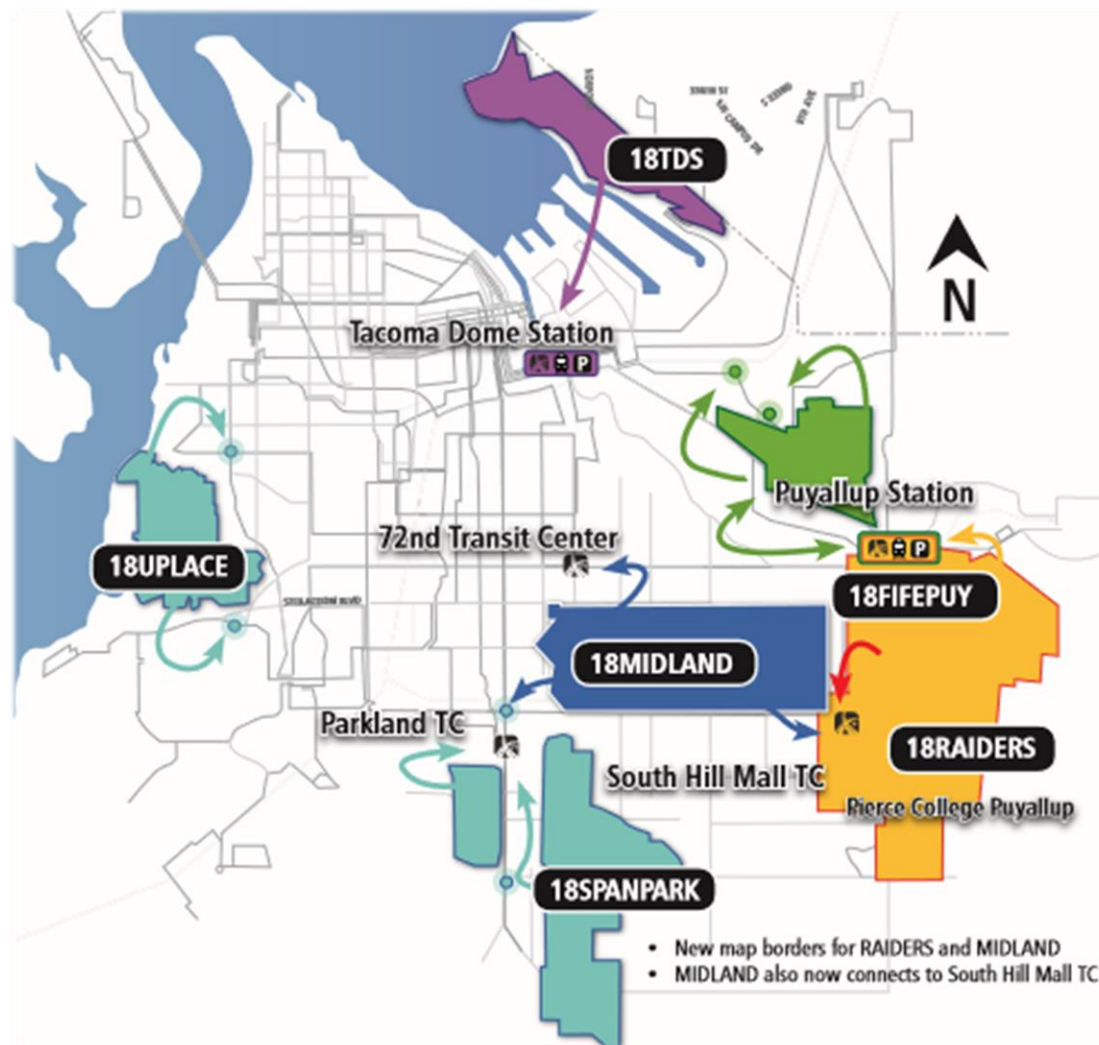 18TDS
N
Tacoma Dome Station
P
Puyallup Station
72nd Transit Center
P
18UPLACE
18FIFEPUY
18MIDLAND
Parkland TC
18RAIDERS
South Hill Mall TC
Pierce College Puyallup
18SPANPARK
• New map borders for RAIDERS and MIDLAND
• MIDLAND also now connects to South Hill Mall TC